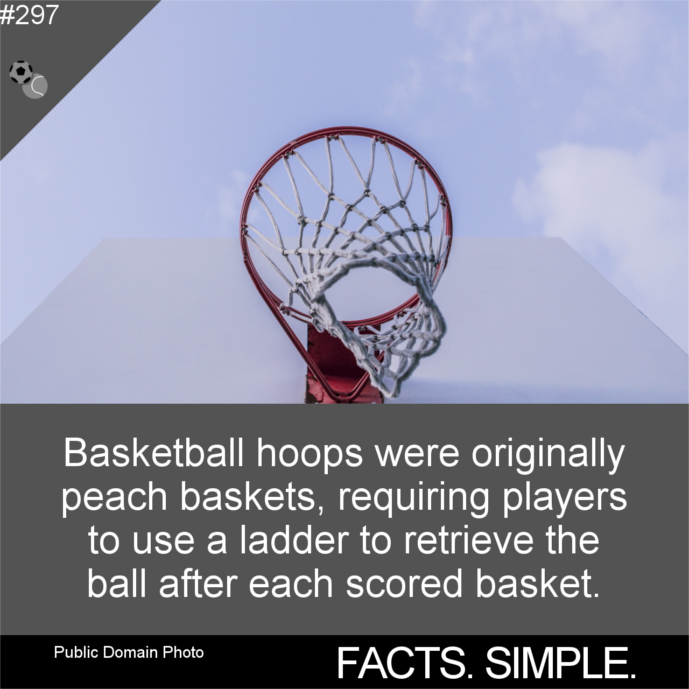 #297
Basketball hoops were originally
peach baskets, requiring players
to use a ladder to retrieve the
ball after each scored basket.
Public Domain Photo
FACTS. SIMPLE.